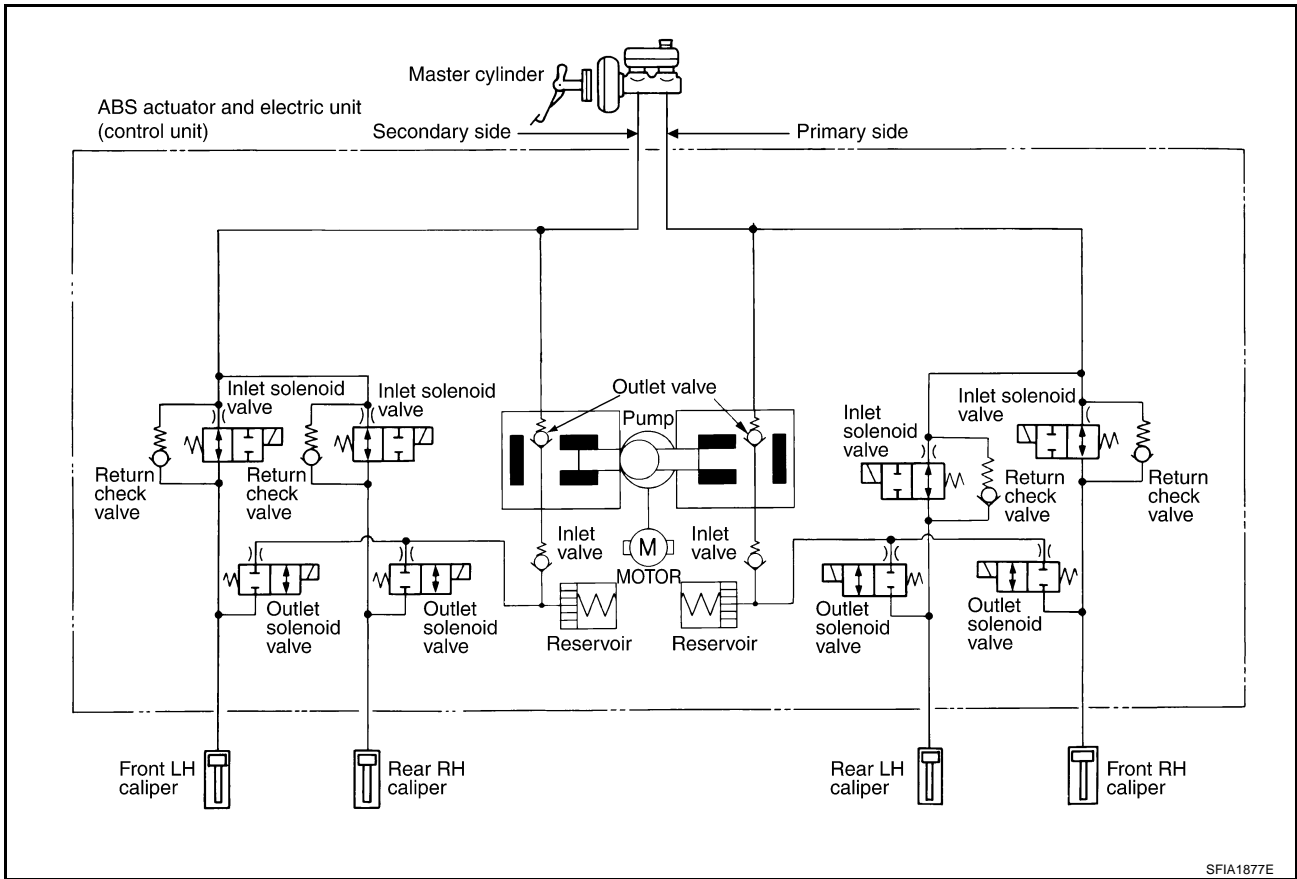 Master cylinder
ABS actuator and electric unit
(control unit)
Secondary side
Primary side
Inlet solenoid
valve
Inlet solenoid
valve
Outlet valve
Pump
Inlet
solenoid
valve
Inlet solenoid
valve
Return
check
valve
Return
check
valve
Return
check
valve
Return
check
valve
Inlet
valve
M
MOTOR
Inlet
valve
Outlet
solenoid
valve
Outlet
solenoid
valve
Reservoir
Reservoir
Outlet
solenoid
valve
Outlet
solenoid
valve
Front LH
caliper
Rear RH
caliper
Rear LH
caliper
Front RH
caliper
SFIA1877E